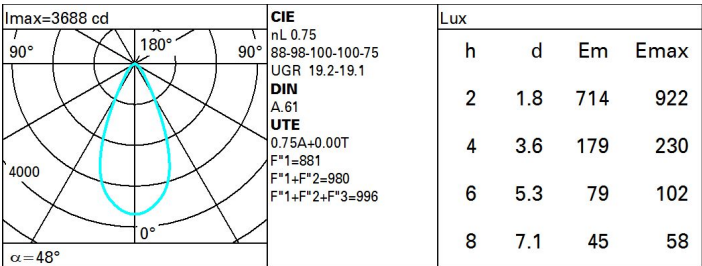 Imax=3688 cd
90°
180°
90°
4000
0°
α=48°
CIE
nL 0.75
88-98-100-100-75
UGR 19.2-19.1
DIN
A.61
UTE
0.75A+0.00T
F"1=881
F"1+F"2=980
F"1+F"2+F"3=996
Lux
h d Em Emax
2 1.8 714 922
4 3.6 179 230
6 5.3 79 102
8 7.1 45 58